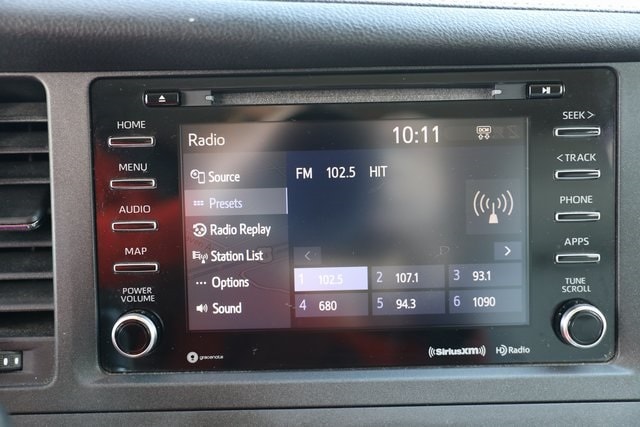 HOME
MENU
AUDIO
MAP
POWER
VOLUME
Radio
10:11
DCM
Source
Presets
Radio Replay
Station List
Options
Sound
FM 102.5 HIT
1 102.5
2 107.1
3 93.1
4 680
5 94.3
6 1090
SEEK >
< TRACK
PHONE
APPS
TUNE
SCROLL
gracenote
((SiriusXM))
HD Radio